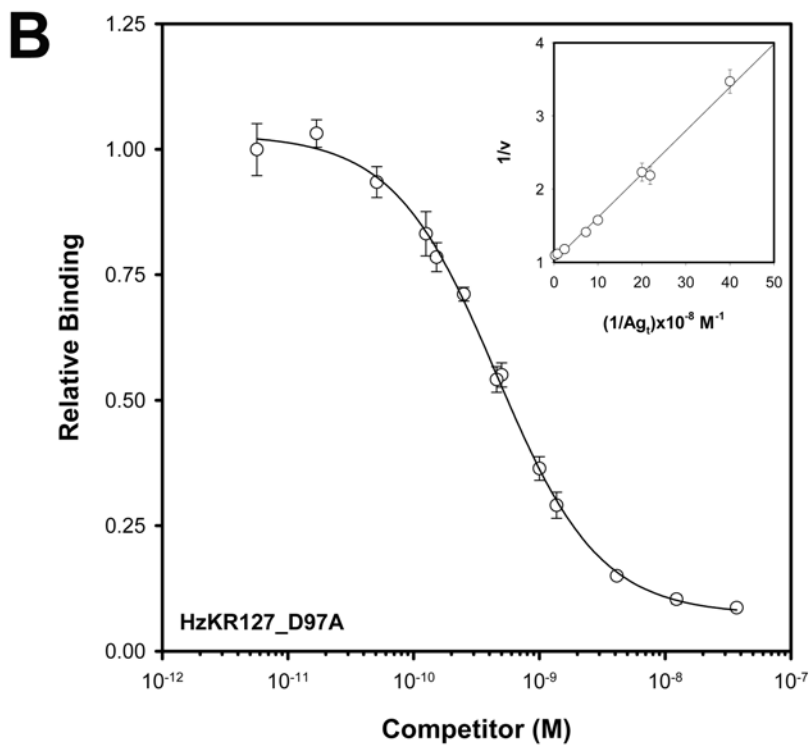 B
1.25
1.00
0.75
0.50
0.25
0.00
Relative Binding
HzKR127_D97A
10⁻¹²
10⁻¹¹
10⁻¹⁰
10⁻⁹
10⁻⁸
10⁻⁷
Competitor (M)
4
3
2
1
1/v
0 10 20 30 40 50
(1/Agₜ)x10⁻⁸ M⁻¹